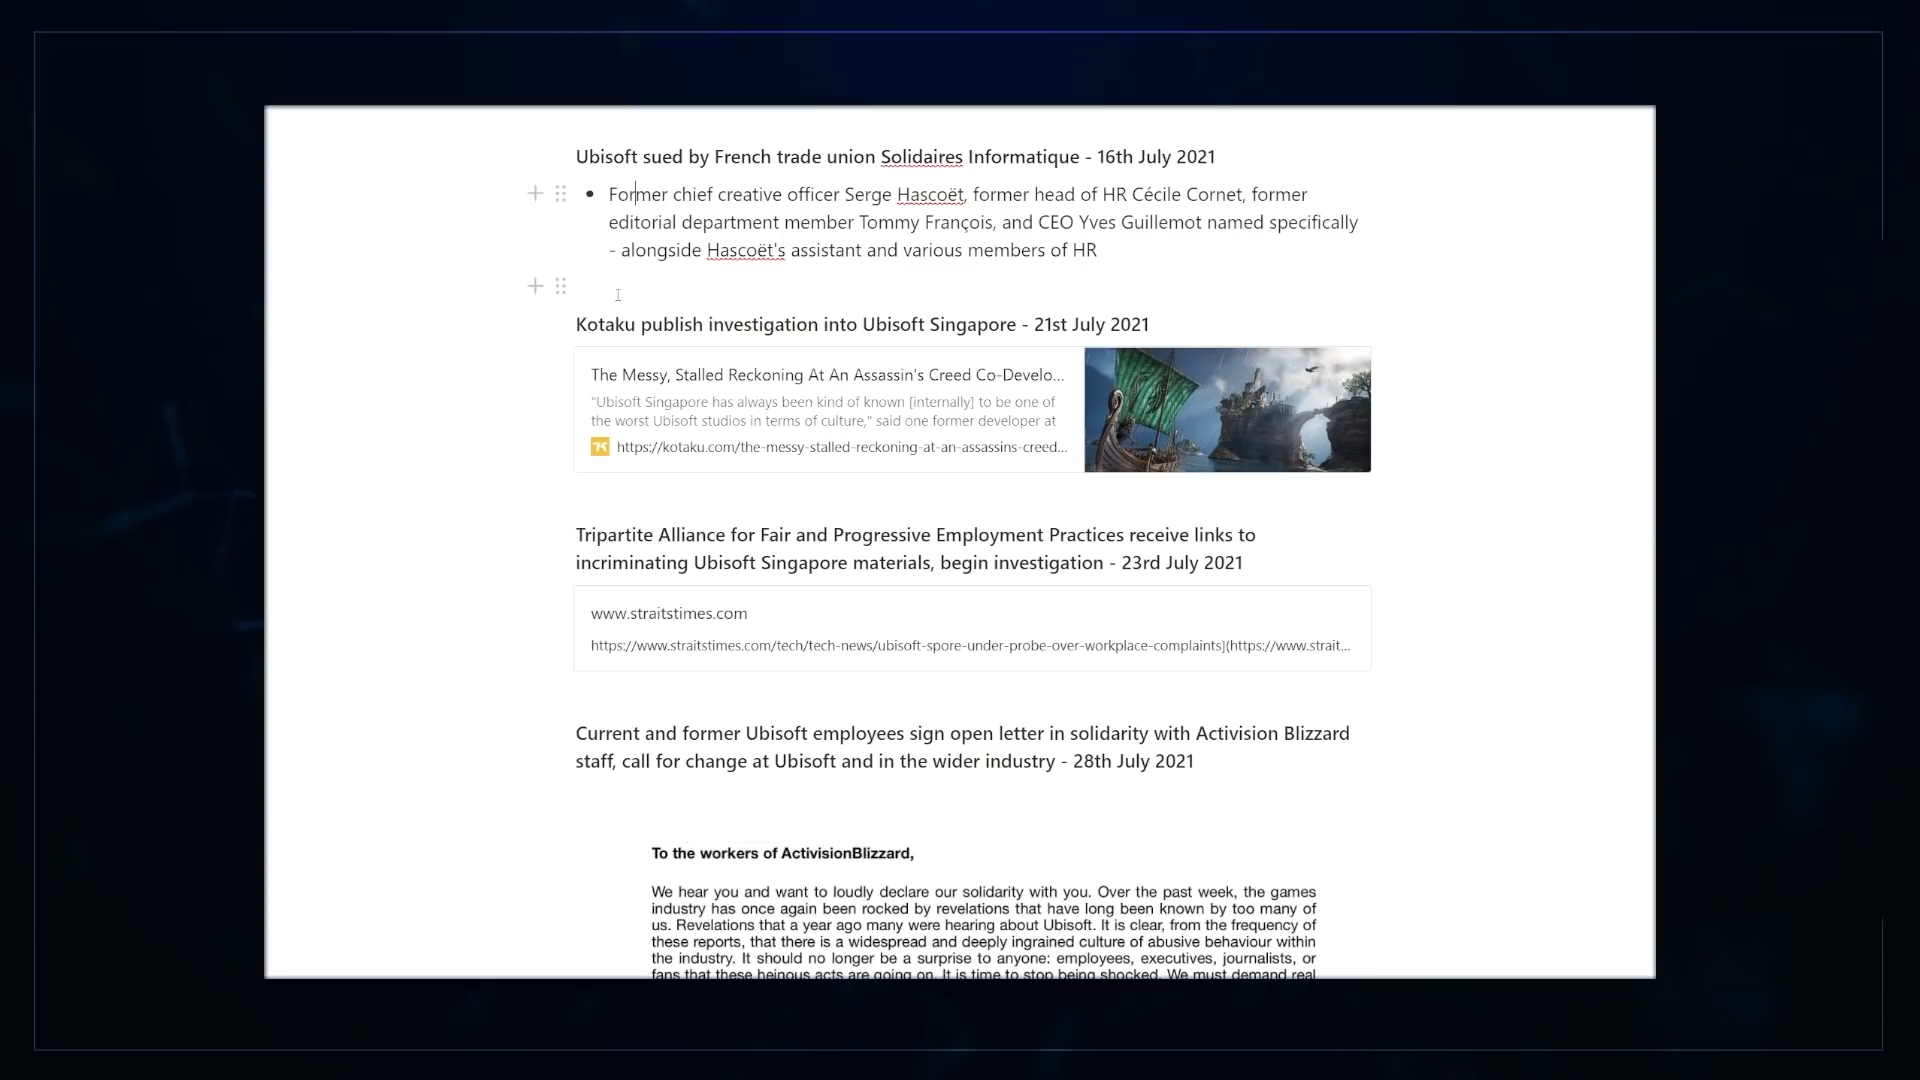 Ubisoft sued by French trade union Solidaires Informatique - 16th July 2021
Former chief creative officer Serge Hascoët, former head of HR Cécile Cornet, former
editorial department member Tommy François, and CEO Yves Guillemot named specifically
- alongside Hascoët's assistant and various members of HR
Kotaku publish investigation into Ubisoft Singapore - 21st July 2021
The Messy, Stalled Reckoning At An Assassin's Creed Co-Develo...
"Ubisoft Singapore has always been kind of known [internally] to be one of
the worst Ubisoft studios in terms of culture," said one former developer at
https://kotaku.com/the-messy-stalled-reckoning-at-an-assassins-creed...
Tripartite Alliance for Fair and Progressive Employment Practices receive links to
incriminating Ubisoft Singapore materials, begin investigation - 23rd July 2021
www.straitstimes.com
https://www.straitstimes.com/tech/tech-news/ubisoft-spore-under-probe-over-workplace-complaints](https://www.strait...
Current and former Ubisoft employees sign open letter in solidarity with Activision Blizzard
staff, call for change at Ubisoft and in the wider industry - 28th July 2021
To the workers of ActivisionBlizzard,
We hear you and want to loudly declare our solidarity with you. Over the past week, the games
industry has once again been rocked by revelations that have long been known by too many of
us. Revelations that a year ago many were hearing about Ubisoft. It is clear, from the frequency of
these reports, that there is a widespread and deeply ingrained culture of abusive behaviour within
the industry. It should no longer be a surprise to anyone: employees, executives, journalists, or
fans that these heinous acts are going on. It is time to stop being shocked. We must demand real